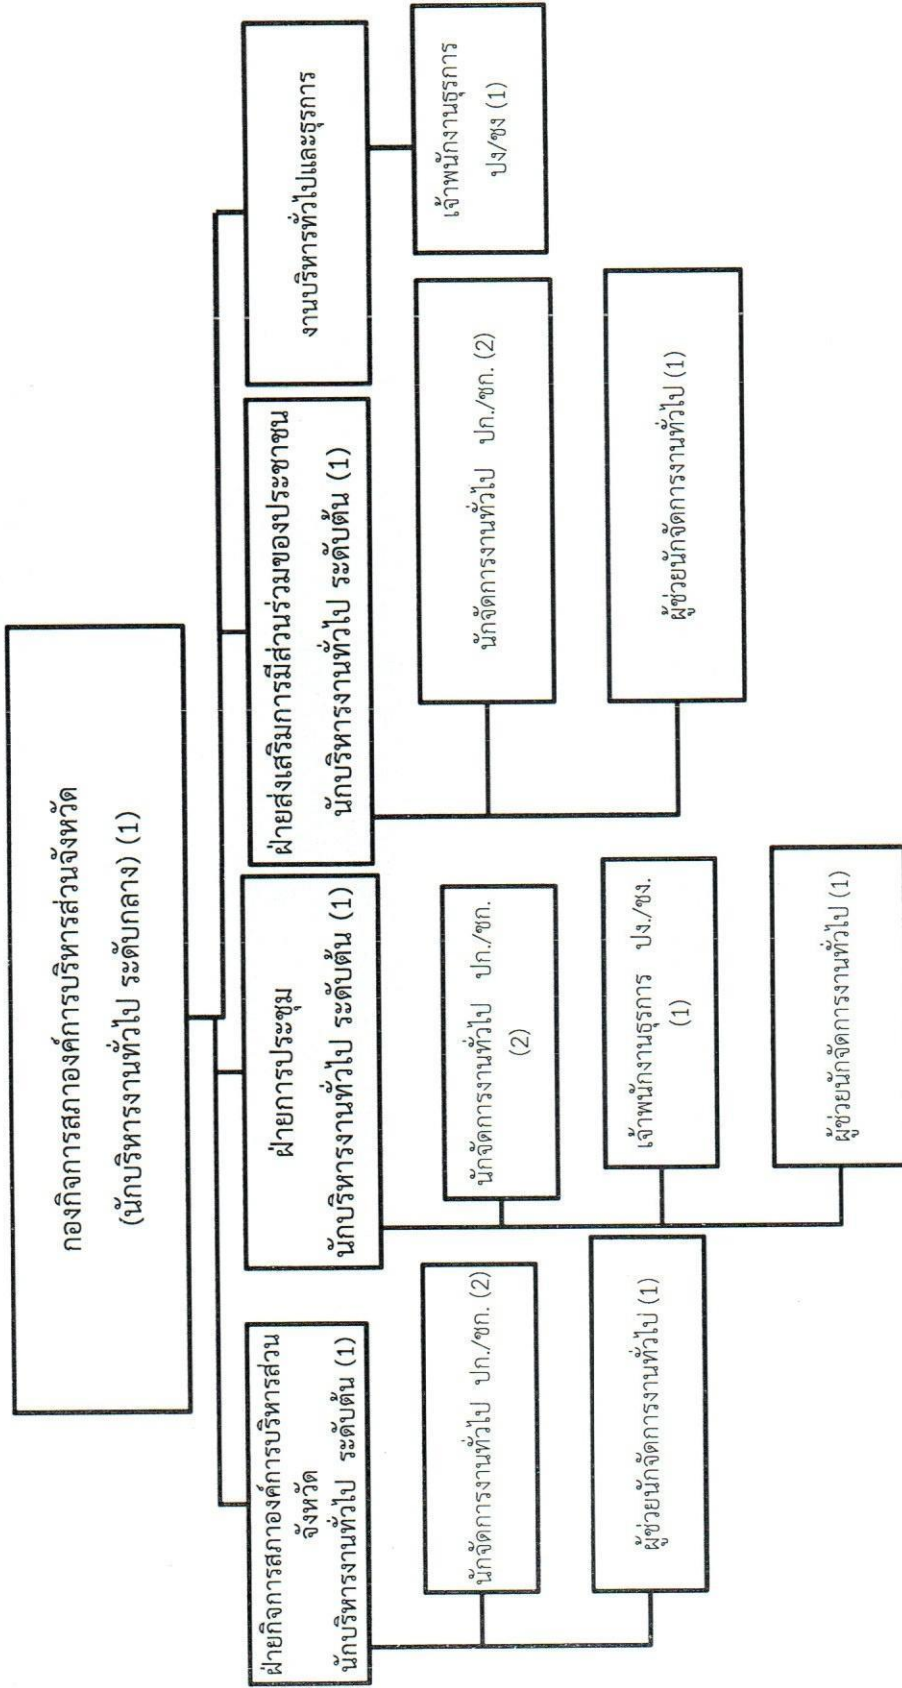 กองกิจการสภาองค์การบริหารส่วนจังหวัด
(นักบริหารงานทั่วไป ระดับกลาง) (1)
ฝ่ายกิจการสภาองค์การบริหารส่วน
จังหวัด
นักบริหารงานทั่วไป ระดับต้น (1)
นักจัดการงานทั่วไป ปก./ชก. (2)
ผู้ช่วยนักจัดการงานทั่วไป (1)
ฝ่ายการประชุม
นักบริหารงานทั่วไป ระดับต้น (1)
นักจัดการงานทั่วไป ปก./ชก.
(2)
เจ้าพนักงานธุรการ ปง./ชง.
(1)
ผู้ช่วยนักจัดการงานทั่วไป (1)
ฝ่ายส่งเสริมการมีส่วนร่วมของประชาชน
นักบริหารงานทั่วไป ระดับต้น (1)
นักจัดการงานทั่วไป ปก./ชก. (2)
ผู้ช่วยนักจัดการงานทั่วไป (1)
งานบริหารทั่วไปและธุรการ
เจ้าพนักงานธุรการ
ปง/ชง (1)